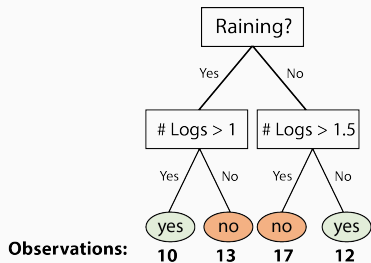 Raining?
Yes No
# Logs > 1 # Logs > 1.5
Yes No Yes No
yes no no yes
Observations: 10 13 17 12